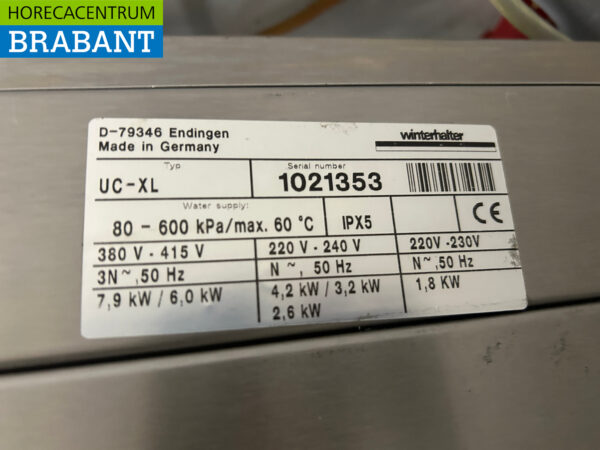 HORECACENTRUM
BRABANT
D-79346 Endingen
Made in Germany
winterhalter
Typ
UC-XL
Serial number
1021353
Water supply:
80 - 600 kPa/max. 60 °C
IPX5
CE
380 V - 415 V
3N~, 50 Hz
7,9 kW / 6,0 kW
220 V - 240 V
N~, 50 Hz
4,2 kW / 3,2 kW
2,6 kW
220V-230V
N~, 50 Hz
1,8 KW